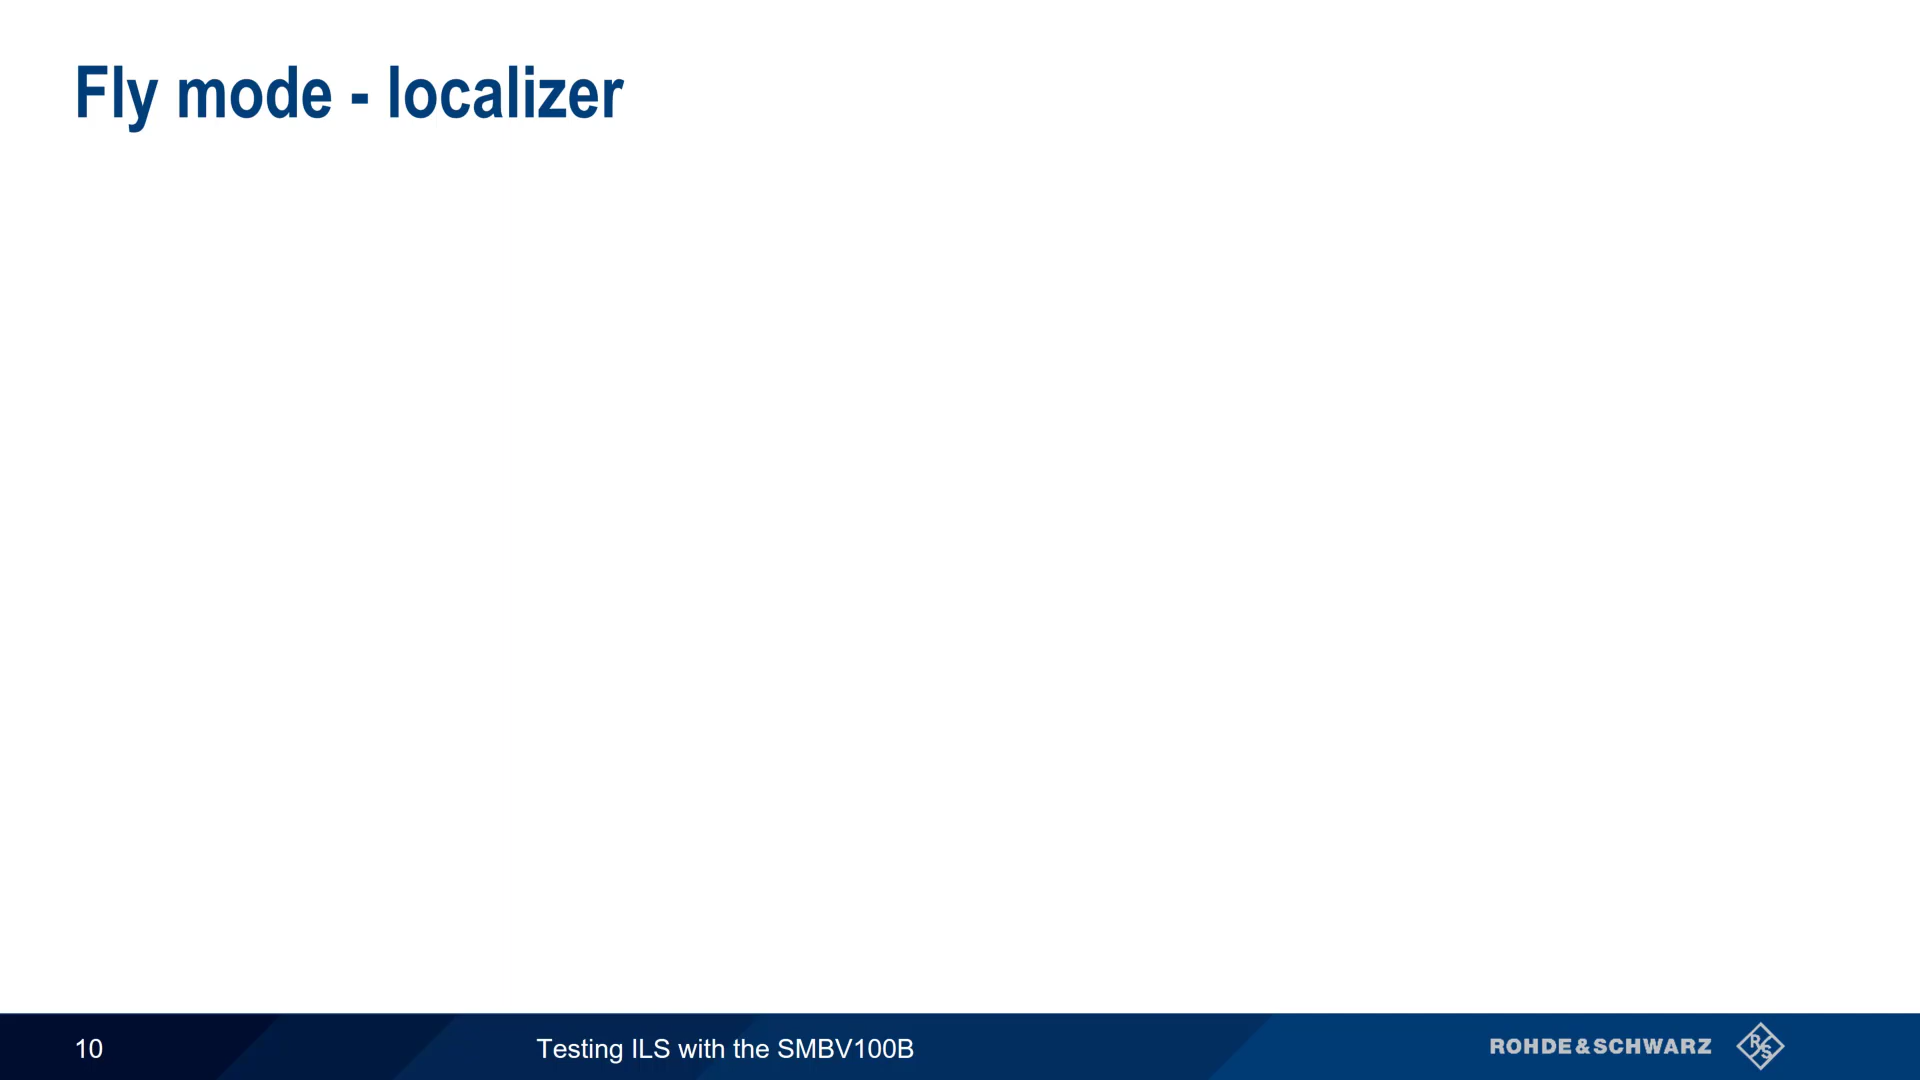 Fly mode - localizer
10
Testing ILS with the SMBV100B
ROHDE&SCHWARZ
R&S